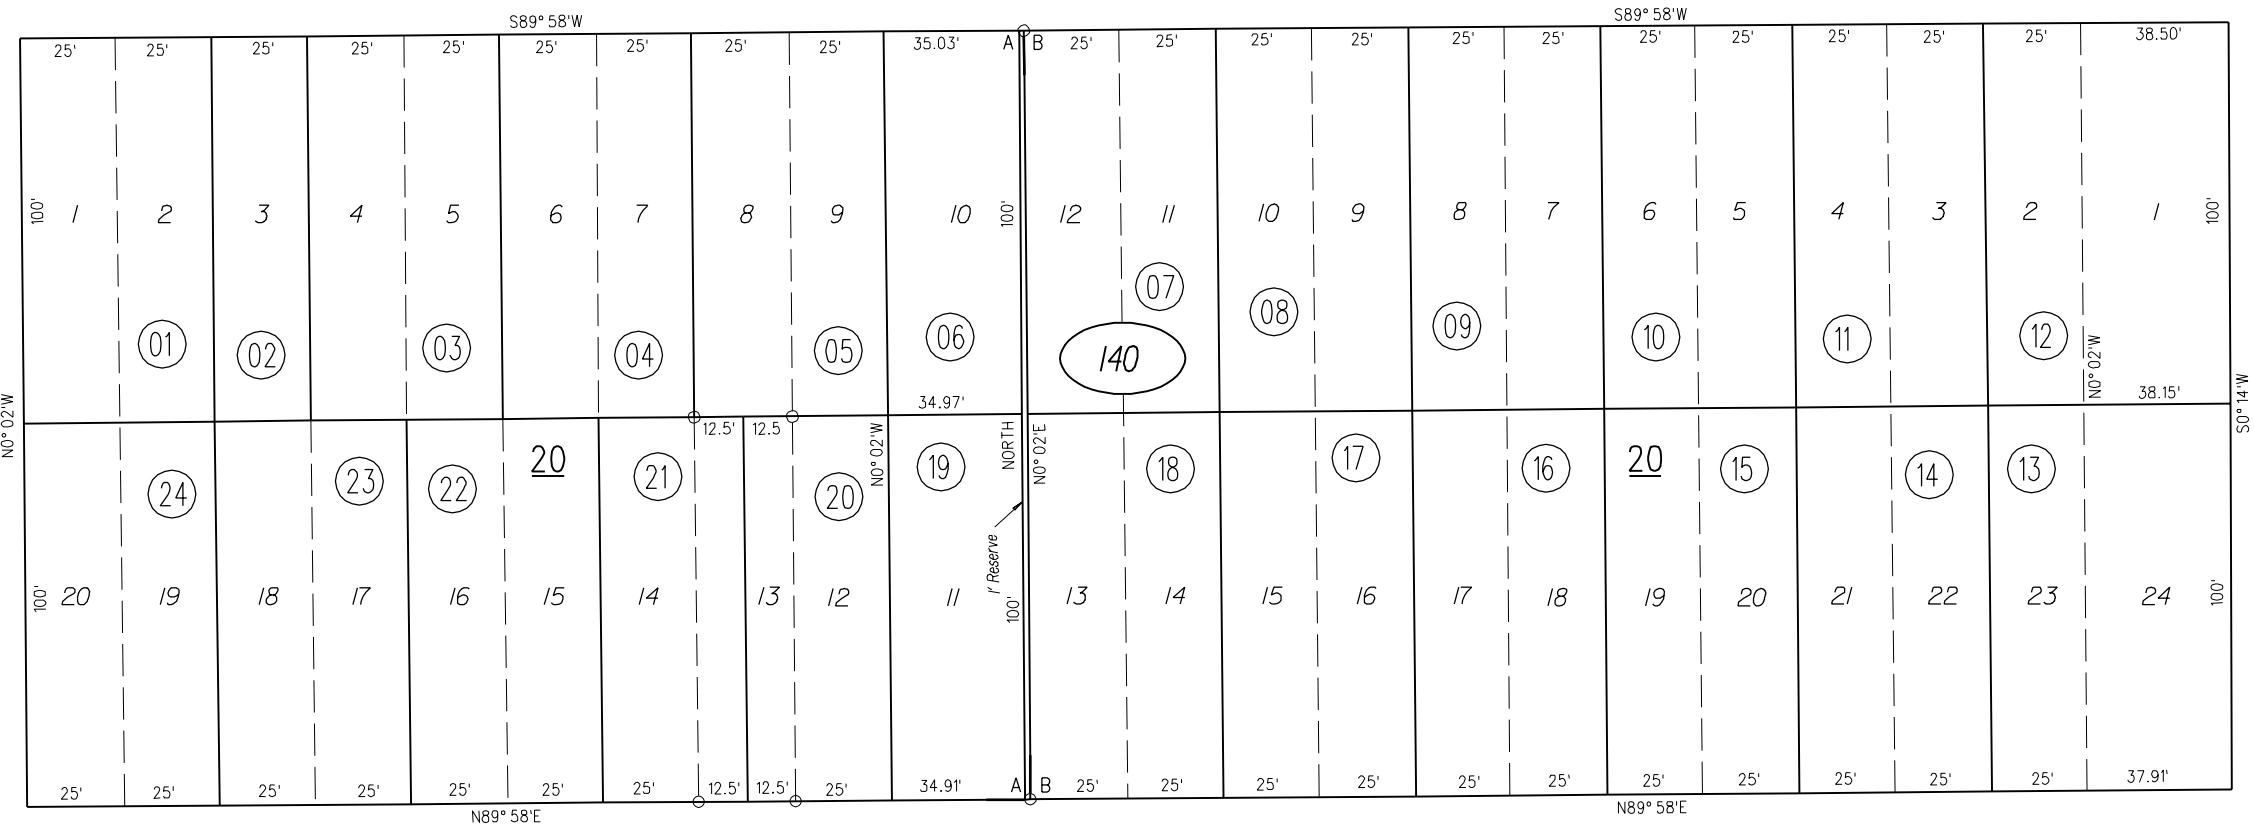 S89° 58'W S89° 58'W
25' 25' 25' 25' 25' 25' 25' 25' 25' 35.03' A B 25' 25' 25' 25' 25' 25' 25' 25' 25' 25' 25' 38.50'
100' 1 2 3 4 5 6 7 8 9 10 100' 12 11 10 9 8 7 6 5 4 3 2 1 100'
01 02 03 04 05 06 07 08 09 10 11 12
140
N0° 02'W
34.97' 38.15'
N0° 02'W S0° 14'W
12.5' 12.5
N0° 02'W NORTH N0° 02'E
20 20
24 23 22 21 20 19 18 17 16 15 14 13
1' Reserve
100' 20 19 18 17 16 15 14 13 12 11 100' 13 14 15 16 17 18 19 20 21 22 23 24 100'
25' 25' 25' 25' 25' 25' 25' 12.5' 12.5' 25' 34.91' A B 25' 25' 25' 25' 25' 25' 25' 25' 25' 25' 25' 37.91'
N89° 58'E N89° 58'E